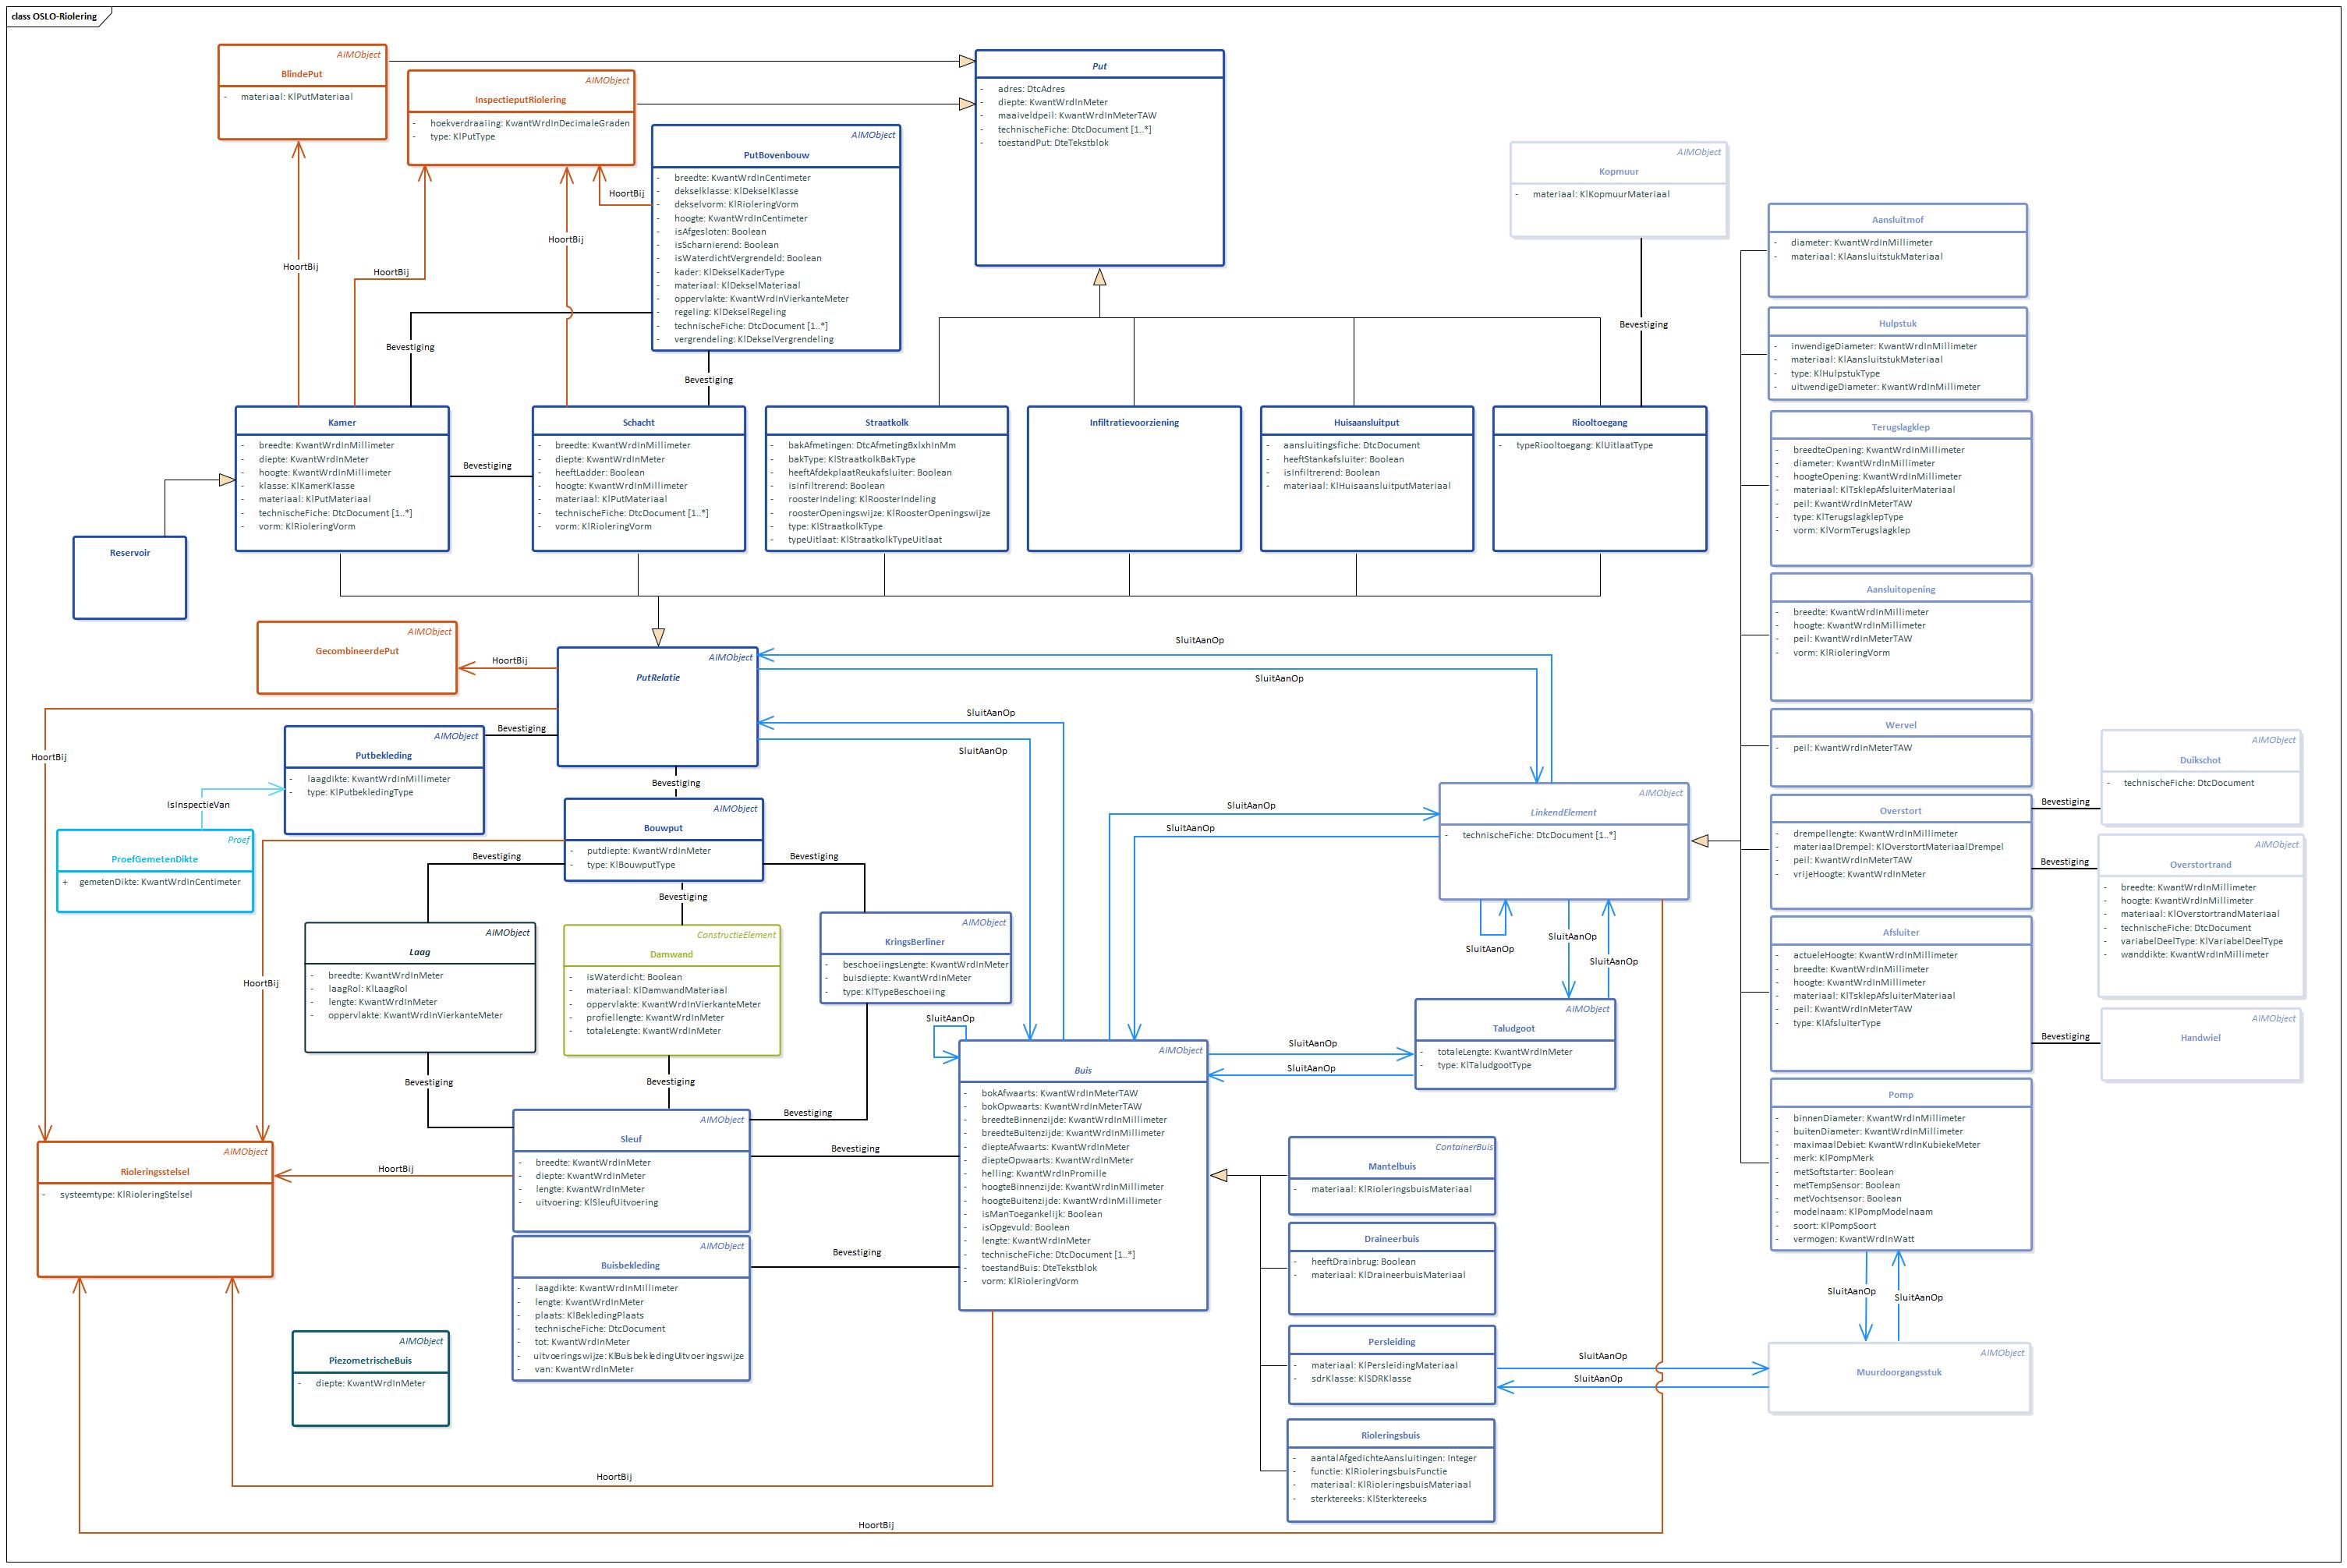 class OSLO-Riolering
AIMObject
BlindePut
- materiaal: KlPutMateriaal
AIMObject
InspectieputRiolering
- hoekverdraaiing: KwantWrdInDecimaleGraden
- type: KlPutType
Put
- adres: DtcAdres
- diepte: KwantWrdInMeter
- maaiveldpeil: KwantWrdInMeterTAW
- technischeFiche: DtcDocument [1..*]
- toestandPut: DteTekstblok
AIMObject
PutBovenbouw
- breedte: KwantWrdInCentimeter
- dekselklasse: KlDekselKlasse
- dekselvorm: KlRioleringVorm
- hoogte: KwantWrdInCentimeter
- isAfgesloten: Boolean
- isScharnierend: Boolean
- isWaterdichtVergrendeld: Boolean
- kader: KlDekselKaderType
- materiaal: KlDekselMateriaal
- oppervlakte: KwantWrdInVierkanteMeter
- regeling: KlDekselRegeling
- technischeFiche: DtcDocument [1..*]
- vergrendeling: KlDekselVergrendeling
HoortBij
HoortBij
HoortBij
HoortBij
Bevestiging
Bevestiging
AIMObject
Kopmuur
- materiaal: KlKopmuurMateriaal
Bevestiging
Aansluitmof
- diameter: KwantWrdInMillimeter
- materiaal: KlAansluitstukMateriaal
Hulpstuk
- inwendigeDiameter: KwantWrdInMillimeter
- materiaal: KlAansluitstukMateriaal
- type: KlHulpstukType
- uitwendigeDiameter: KwantWrdInMillimeter
Kamer
- breedte: KwantWrdInMillimeter
- diepte: KwantWrdInMeter
- hoogte: KwantWrdInMillimeter
- klasse: KlKamerKlasse
- materiaal: KlPutMateriaal
- technischeFiche: DtcDocument [1..*]
- vorm: KlRioleringVorm
Bevestiging
Schacht
- breedte: KwantWrdInMillimeter
- diepte: KwantWrdInMeter
- heeftLadder: Boolean
- hoogte: KwantWrdInMillimeter
- materiaal: KlPutMateriaal
- technischeFiche: DtcDocument [1..*]
- vorm: KlRioleringVorm
Straatkolk
- bakAfmetingen: DtcAfmetingBxlxhInMm
- bakType: KlStraatkolkBakType
- heeftAfdekplaatReukafsluiter: Boolean
- isInfiltrerend: Boolean
- roosterIndeling: KlRoosterIndeling
- roosterOpeningswijze: KlRoosterOpeningswijze
- type: KlStraatkolkType
- typeUitlaat: KlStraatkolkTypeUitlaat
Infiltratievoorziening
Huisaansluitput
- aansluitingsfiche: DtcDocument
- heeftStankafsluiter: Boolean
- isInfiltrerend: Boolean
- materiaal: KlHuisaansluitputMateriaal
Riooltoegang
- typeRiooltoegang: KlUitlaatType
Terugslagklep
- breedteOpening: KwantWrdInMillimeter
- diameter: KwantWrdInMillimeter
- hoogteOpening: KwantWrdInMillimeter
- materiaal: KlTsklepAfsluiterMateriaal
- peil: KwantWrdInMeterTAW
- type: KlTerugslagklepType
- vorm: KlVormTerugslagklep
Reservoir
Aansluitopening
- breedte: KwantWrdInMillimeter
- hoogte: KwantWrdInMillimeter
- peil: KwantWrdInMeterTAW
- vorm: KlRioleringVorm
AIMObject
GecombineerdePut
HoortBij
AIMObject
PutRelatie
SluitAanOp
SluitAanOp
SluitAanOp
SluitAanOp
HoortBij
AIMObject
Putbekleding
- laagdikte: KwantWrdInMillimeter
- type: KlPutbekledingType
Bevestiging
Bevestiging
IsInspectieVan
Proef
ProefGemetenDikte
+ gemetenDikte: KwantWrdInCentimeter
AIMObject
Bouwput
- putdiepte: KwantWrdInMeter
- type: KlBouwputType
Bevestiging
Bevestiging
Bevestiging
Wervel
- peil: KwantWrdInMeterTAW
AIMObject
Duikschot
- technischeFiche: DtcDocument
Overstort
- drempellengte: KwantWrdInMillimeter
- materiaalDrempel: KlOverstortMateriaalDrempel
- peil: KwantWrdInMeterTAW
- vrijeHoogte: KwantWrdInMeter
Bevestiging
Bevestiging
AIMObject
Overstortrand
- breedte: KwantWrdInMillimeter
- hoogte: KwantWrdInMillimeter
- materiaal: KlOverstortrandMateriaal
- technischeFiche: DtcDocument
- variabelDeelType: KlVariabelDeelType
- wanddikte: KwantWrdInMillimeter
AIMObject
LinkendElement
- technischeFiche: DtcDocument [1..*]
SluitAanOp
SluitAanOp
SluitAanOp
SluitAanOp
SluitAanOp
AIMObject
Laag
- breedte: KwantWrdInMeter
- laagRol: KlLaagRol
- lengte: KwantWrdInMeter
- oppervlakte: KwantWrdInVierkanteMeter
ConstructieElement
Damwand
- isWaterdicht: Boolean
- materiaal: KlDamwandMateriaal
- oppervlakte: KwantWrdInVierkanteMeter
- profiellengte: KwantWrdInMeter
- totaleLengte: KwantWrdInMeter
AIMObject
KringsBerliner
- beschoeiingsLengte: KwantWrdInMeter
- buisdiepte: KwantWrdInMeter
- type: KlTypeBeschoeiing
HoortBij
Afsluiter
- actueleHoogte: KwantWrdInMillimeter
- breedte: KwantWrdInMillimeter
- hoogte: KwantWrdInMillimeter
- materiaal: KlTsklepAfsluiterMateriaal
- peil: KwantWrdInMeterTAW
- type: KlAfsluiterType
Bevestiging
AIMObject
Handwiel
AIMObject
Taludgoot
- totaleLengte: KwantWrdInMeter
- type: KlTaludgootType
SluitAanOp
SluitAanOp
SluitAanOp
Bevestiging
Bevestiging
Bevestiging
AIMObject
Buis
- bokAfwaarts: KwantWrdInMeterTAW
- bokOpwaarts: KwantWrdInMeterTAW
- breedteBinnenzijde: KwantWrdInMillimeter
- breedteBuitenzijde: KwantWrdInMillimeter
- diepteAfwaarts: KwantWrdInMeter
- diepteOpwaarts: KwantWrdInMeter
- helling: KwantWrdInPromille
- hoogteBinnenzijde: KwantWrdInMillimeter
- hoogteBuitenzijde: KwantWrdInMillimeter
- isManToegankelijk: Boolean
- isOpgevuld: Boolean
- lengte: KwantWrdInMeter
- technischeFiche: DtcDocument [1..*]
- toestandBuis: DteTekstblok
- vorm: KlRioleringVorm
AIMObject
Sleuf
- breedte: KwantWrdInMeter
- diepte: KwantWrdInMeter
- lengte: KwantWrdInMeter
- uitvoering: KlSleufUitvoering
Bevestiging
HoortBij
AIMObject
Rioleringsstelsel
- systeemtype: KlRioleringStelsel
AIMObject
Buisbekleding
- laagdikte: KwantWrdInMillimeter
- lengte: KwantWrdInMeter
- plaats: KlBekledingPlaats
- technischeFiche: DtcDocument
- tot: KwantWrdInMeter
- uitvoeringswijze: KlBuisbekledingUitvoeringswijze
- van: KwantWrdInMeter
Bevestiging
ContainerBuis
Mantelbuis
- materiaal: KlRioleringsbuisMateriaal
Draineerbuis
- heeftDrainbrug: Boolean
- materiaal: KlDraineerbuisMateriaal
Persleiding
- materiaal: KlPersleidingMateriaal
- sdrKlasse: KlSDRKlasse
Rioleringsbuis
- aantalAfgedichteAansluitingen: Integer
- functie: KlRioleringsbuisFunctie
- materiaal: KlRioleringsbuisMateriaal
- sterktereeks: KlSterktereeks
Pomp
- binnenDiameter: KwantWrdInMillimeter
- buitenDiameter: KwantWrdInMillimeter
- maximaalDebiet: KwantWrdInKubiekeMeter
- merk: KlPompMerk
- metSoftstarter: Boolean
- metTempSensor: Boolean
- metVochtsensor: Boolean
- modelnaam: KlPompModelnaam
- soort: KlPompSoort
- vermogen: KwantWrdInWatt
SluitAanOp
SluitAanOp
SluitAanOp
SluitAanOp
AIMObject
Muurdoorgangsstuk
AIMObject
PiezometrischeBuis
- diepte: KwantWrdInMeter
HoortBij
HoortBij